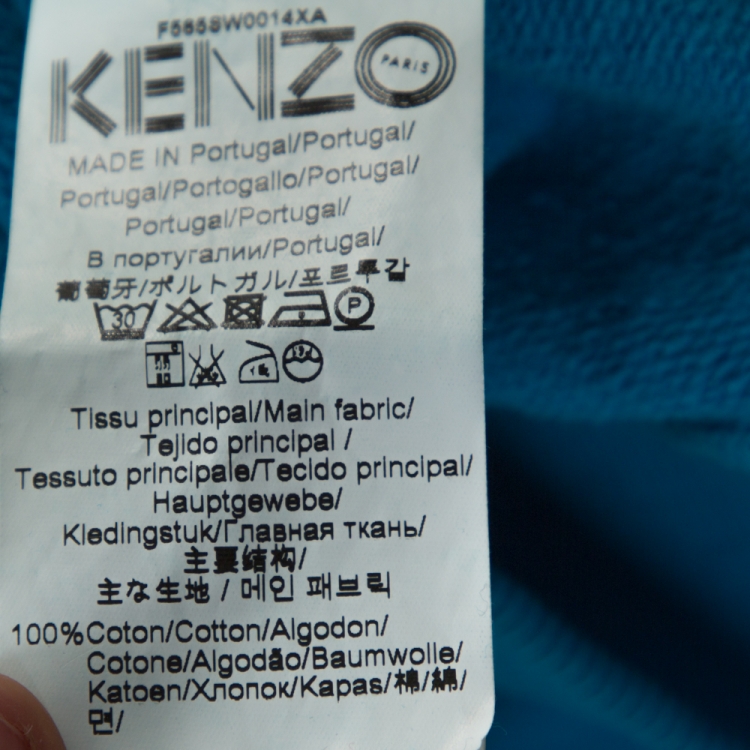 F565SW0014XA
KENZO PARIS
MADE IN Portugal/Portugal/
Portugal/Portogallo/Portugal/
Portugal/Portugal/
В португалии/Portugal/
葡萄牙/ポルトガル/포르투갈
30 P
Tissu principal/Main fabric/
Tejido principal /
Tessuto principale/Tecido principal/
Hauptgewebe/
Kledingstuk/Главная ткань/
主要结构/
主な生地 / 메인 패브릭
100%Coton/Cotton/Algodon/
Cotone/Algodão/Baumwolle/
Katoen/Хлопок/Kapas/棉/綿/
면/